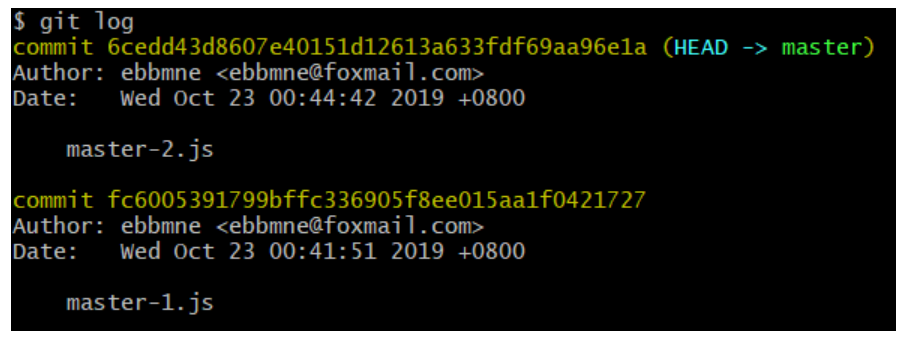 $ git log
commit 6cedd43d8607e40151d12613a633fdf69aa96e1a (HEAD -> master)
Author: ebbmne <ebbmne@foxmail.com>
Date:   Wed Oct 23 00:44:42 2019 +0800
    master-2.js
commit fc6005391799bffc336905f8ee015aa1f0421727
Author: ebbmne <ebbmne@foxmail.com>
Date:   Wed Oct 23 00:41:51 2019 +0800
    master-1.js